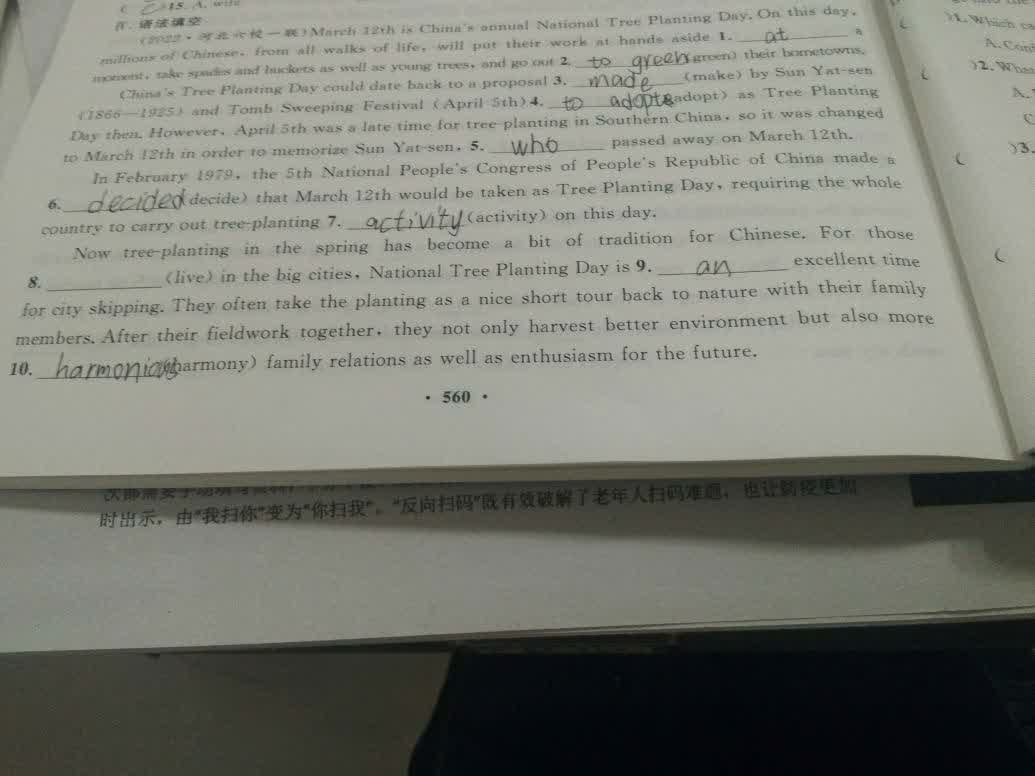 ( C )15. A. wife
Ⅳ. 语法填空
(2022·河北六校一联)March 12th is China's annual National Tree Planting Day. On this day,
millions of Chinese, from all walks of life, will put their work at hands aside 1. at a
moment, take spades and buckets as well as young trees, and go out 2. to green (green) their hometowns.
China's Tree Planting Day could date back to a proposal 3. made (make) by Sun Yat-sen
(1866—1925) and Tomb Sweeping Festival (April 5th) 4. to adopte (adopt) as Tree Planting
Day then. However, April 5th was a late time for tree-planting in Southern China, so it was changed
to March 12th in order to memorize Sun Yat-sen, 5. who passed away on March 12th.
In February 1979, the 5th National People's Congress of People's Republic of China made a
6. decided (decide) that March 12th would be taken as Tree Planting Day, requiring the whole
country to carry out tree-planting 7. activity (activity) on this day.
Now tree-planting in the spring has become a bit of tradition for Chinese. For those
8. (live) in the big cities, National Tree Planting Day is 9. an excellent time
for city skipping. They often take the planting as a nice short tour back to nature with their family
members. After their fieldwork together, they not only harvest better environment but also more
10. harmonious (harmony) family relations as well as enthusiasm for the future.
· 560 ·
( )1. Which
A.
( )2. What
A.
C
( )3.
时出示，由“我扫你”变为“你扫我”。“反向扫码”既有效破解了老年人扫码难题，也让防疫更加